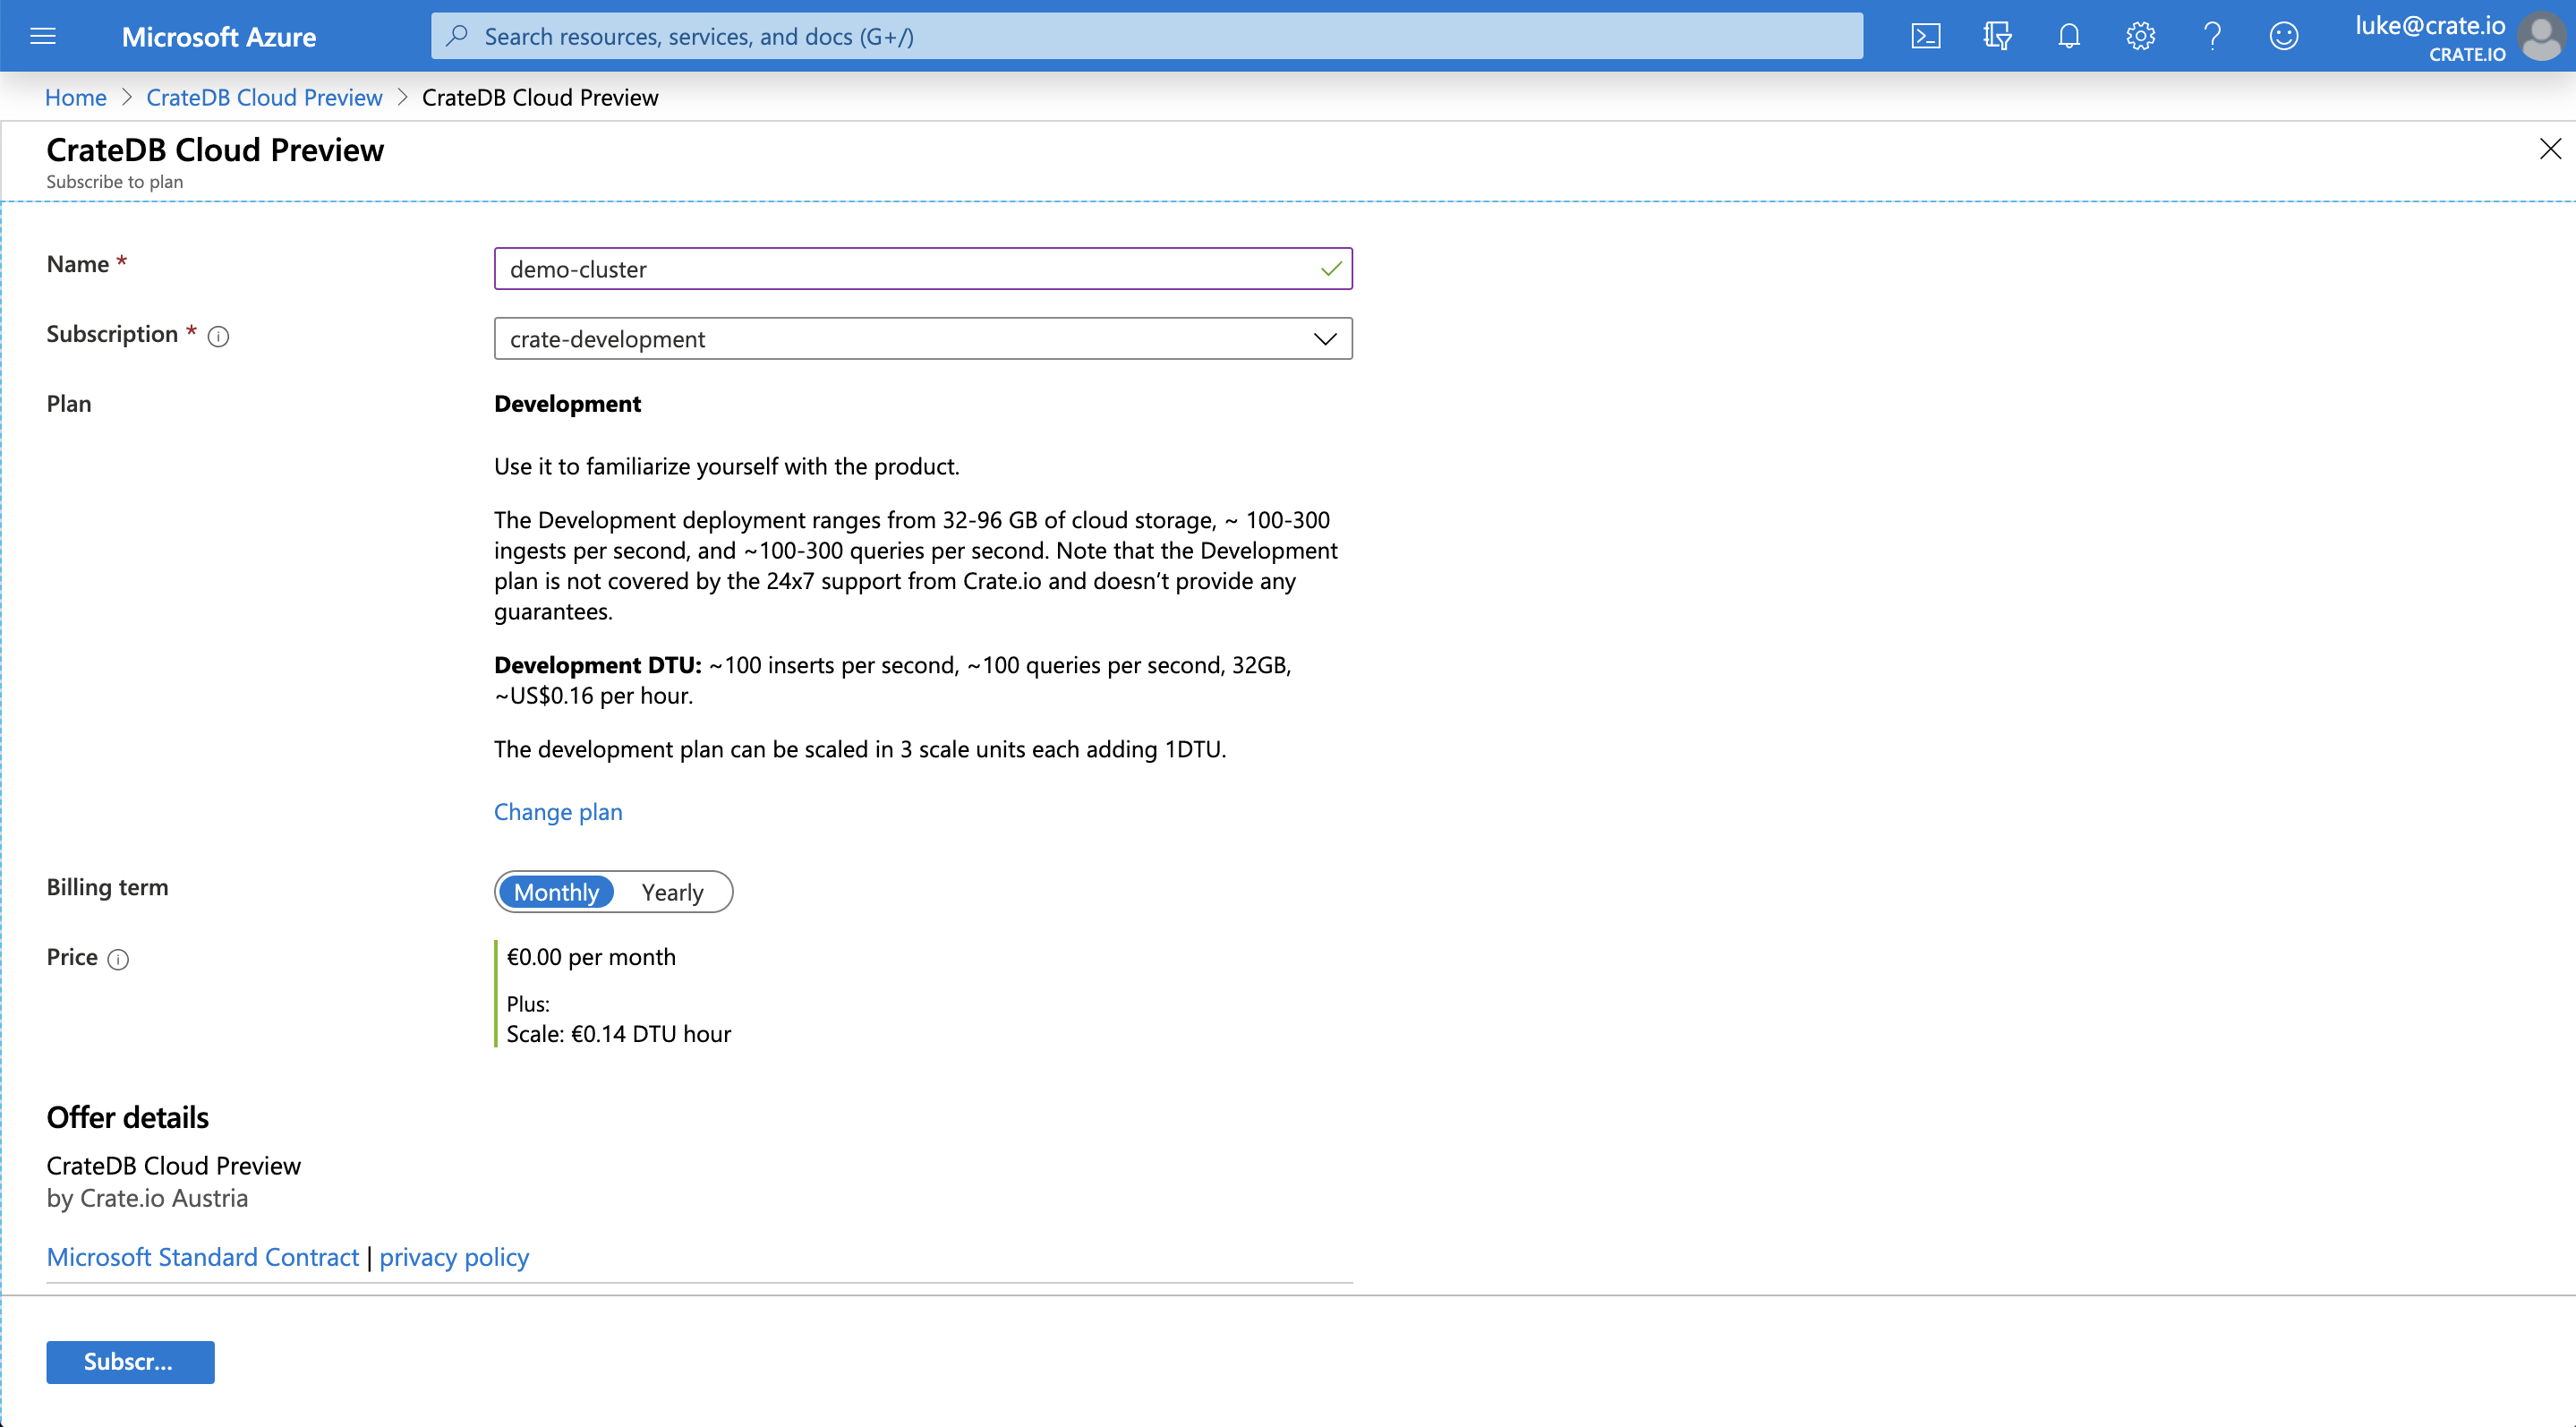 Microsoft Azure
Search resources, services, and docs (G+/)
luke@crate.io
CRATE.IO
Home > CrateDB Cloud Preview > CrateDB Cloud Preview
CrateDB Cloud Preview
Subscribe to plan
Name *
demo-cluster
Subscription *
crate-development
Plan
Development
Use it to familiarize yourself with the product.
The Development deployment ranges from 32-96 GB of cloud storage, ~ 100-300
ingests per second, and ~100-300 queries per second. Note that the Development
plan is not covered by the 24x7 support from Crate.io and doesn’t provide any
guarantees.
Development DTU: ~100 inserts per second, ~100 queries per second, 32GB,
~US$0.16 per hour.
The development plan can be scaled in 3 scale units each adding 1DTU.
Change plan
Billing term
Monthly Yearly
Price
€0.00 per month
Plus:
Scale: €0.14 DTU hour
Offer details
CrateDB Cloud Preview
by Crate.io Austria
Microsoft Standard Contract | privacy policy
Subscr...